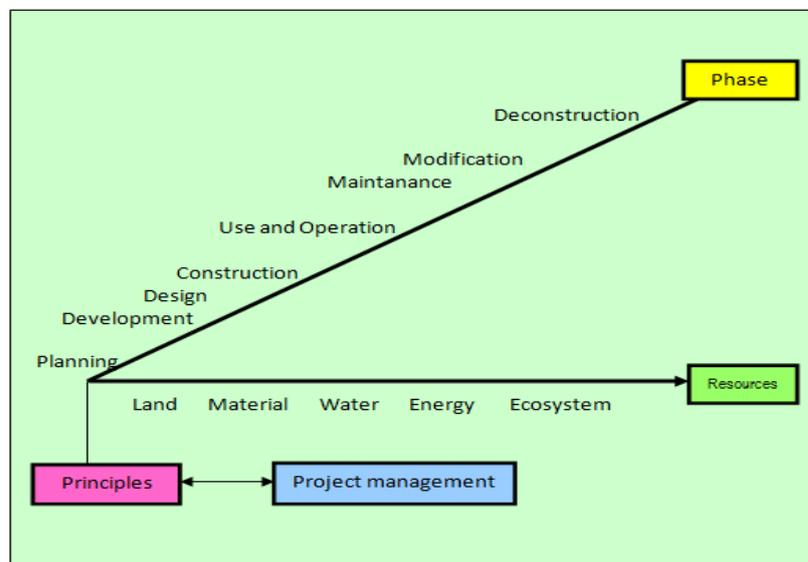 Phase
Deconstruction
Modification
Maintanance
Use and Operation
Construction
Design
Development
Planning
Resources
Land Material Water Energy Ecosystem
Principles
Project management